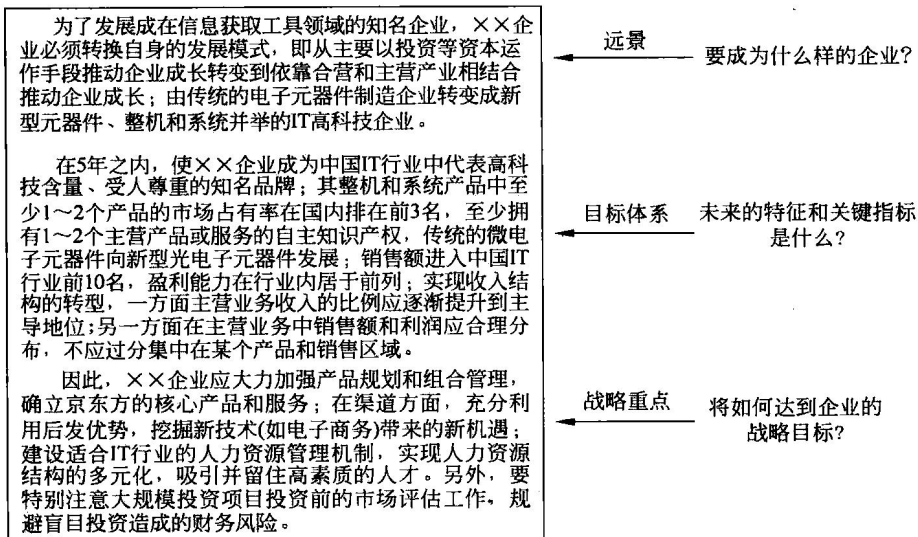 为了发展成在信息获取工具领域的知名企业，××企
业必须转换自身的发展模式，即从主要以投资等资本运
作手段推动企业成长转变到依靠合营和主营产业相结合
推动企业成长；由传统的电子元器件制造企业转变成新
型元器件、整机和系统并举的IT高科技企业。
远景
要成为什么样的企业？
在5年之内，使××企业成为中国IT行业中代表高科
技含量、受人尊重的知名品牌；其整机和系统产品中至
少1～2个产品的市场占有率在国内排在前3名，至少拥
有1～2个主营产品或服务的自主知识产权，传统的微电
子元器件向新型光电子元器件发展；销售额进入中国IT
行业前10名，盈利能力在行业内居于前列；实现收入结
构的转型，一方面主营业务收入的比例应逐渐提升到主
导地位；另一方面在主营业务中销售额和利润应合理分
布，不应过分集中在某个产品和销售区域。
目标体系
未来的特征和关键指标
是什么？
因此，××企业应大力加强产品规划和组合管理，
确立京东方的核心产品和服务；在渠道方面，充分利
用后发优势，挖掘新技术(如电子商务)带来的新机遇；
建设适合IT行业的人力资源管理机制，实现人力资源
结构的多元化，吸引并留住高素质的人才。另外，要
特别注意大规模投资项目投资前的市场评估工作，规
避盲目投资造成的财务风险。
战略重点
将如何达到企业的
战略目标？